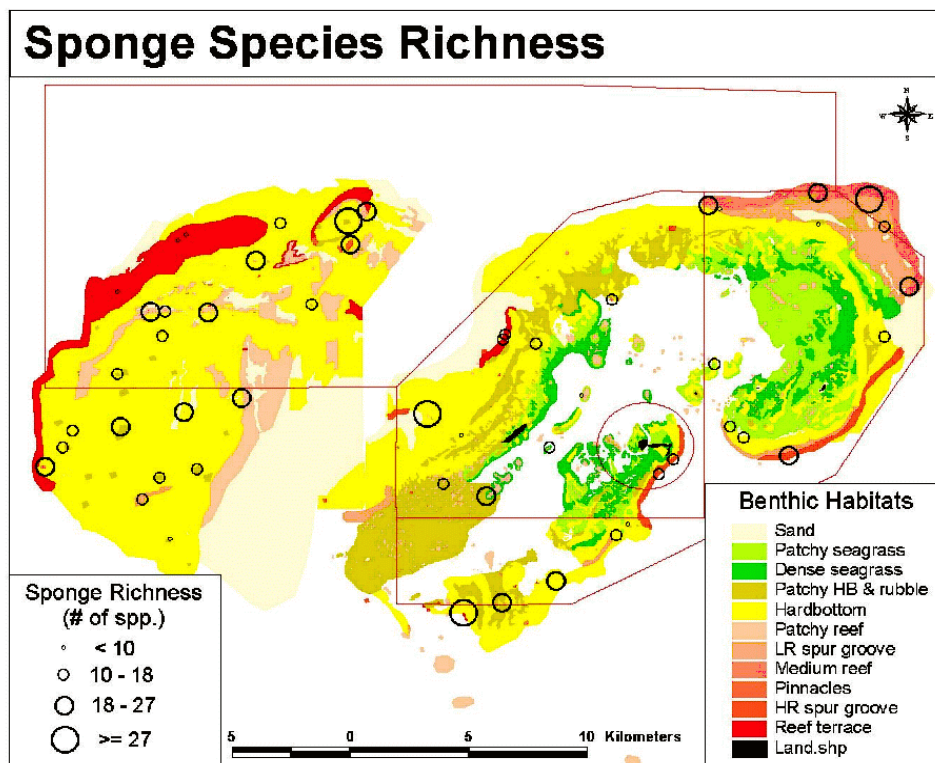 Sponge Species Richness
N
W E
S
Benthic Habitats
Sand
Patchy seagrass
Dense seagrass
Patchy HB & rubble
Hardbottom
Patchy reef
LR spur groove
Medium reef
Pinnacles
HR spur groove
Reef terrace
Land.shp
Sponge Richness
(# of spp.)
< 10
10 - 18
18 - 27
>= 27
5 0 5 10 Kilometers